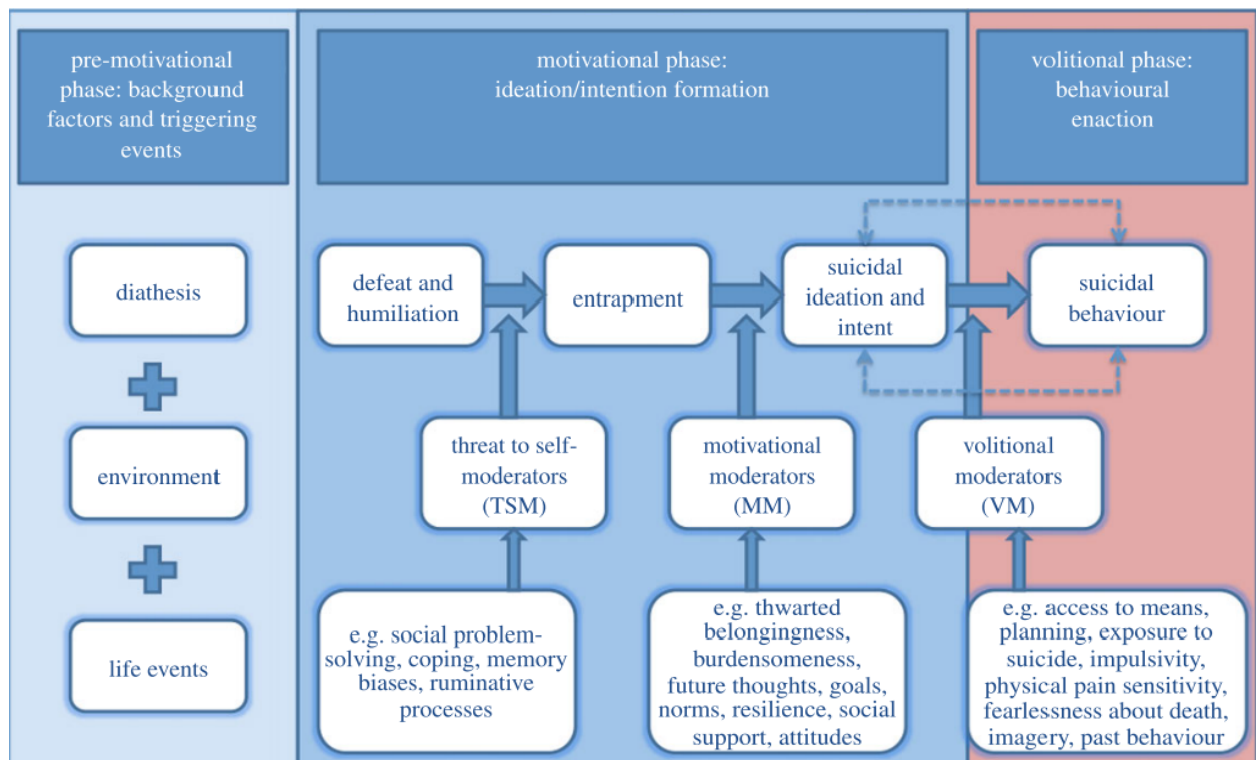 pre-motivational
phase: background
factors and triggering
events
motivational phase:
ideation/intention formation
volitional phase:
behavioural
enaction
diathesis
environment
life events
defeat and
humiliation
entrapment
suicidal
ideation and
intent
suicidal
behaviour
threat to self-
moderators
(TSM)
motivational
moderators
(MM)
volitional
moderators
(VM)
e.g. social problem-
solving, coping, memory
biases, ruminative
processes
e.g. thwarted
belongingness,
burdensomeness,
future thoughts, goals,
norms, resilience, social
support, attitudes
e.g. access to means,
planning, exposure to
suicide, impulsivity,
physical pain sensitivity,
fearlessness about death,
imagery, past behaviour